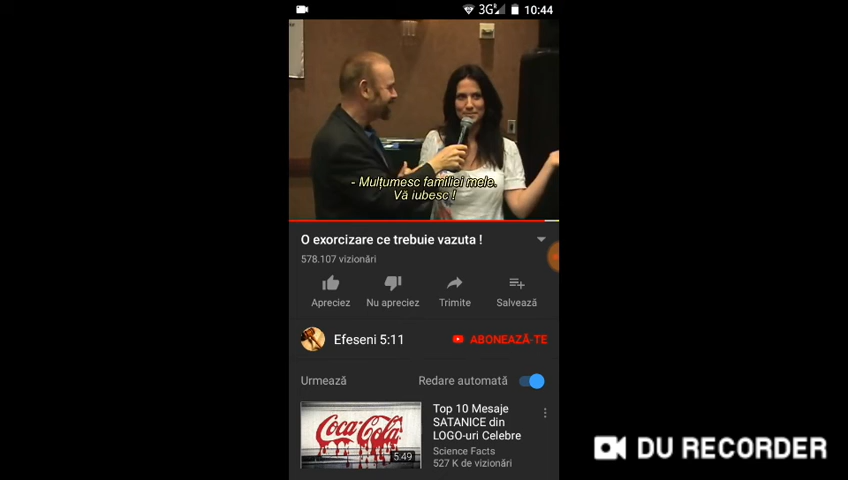 3G
10:44
- Mulțumesc familiei mele.
Vă iubesc !
O exorcizare ce trebuie vazuta !
578.107 vizionări
Apreciez
Nu apreciez
Trimite
Salvează
Efeseni 5:11
ABONEAZĂ-TE
Urmează
Redare automată
Coca-Cola
5:49
Top 10 Mesaje
SATANICE din
LOGO-uri Celebre
Science Facts
527 K de vizionări
DU RECORDER